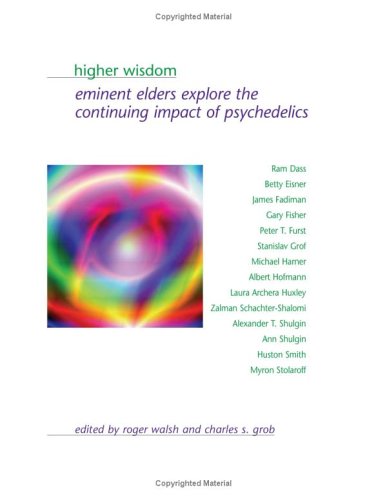 Copyrighted Material
higher wisdom
eminent elders explore the
continuing impact of psychedelics
Ram Dass
Betty Eisner
James Fadiman
Gary Fisher
Peter T. Furst
Stanislav Grof
Michael Harner
Albert Hofmann
Laura Archera Huxley
Zalman Schachter-Shalomi
Alexander T. Shulgin
Ann Shulgin
Huston Smith
Myron Stolaroff
edited by roger walsh and charles s. grob
Copyrighted Material